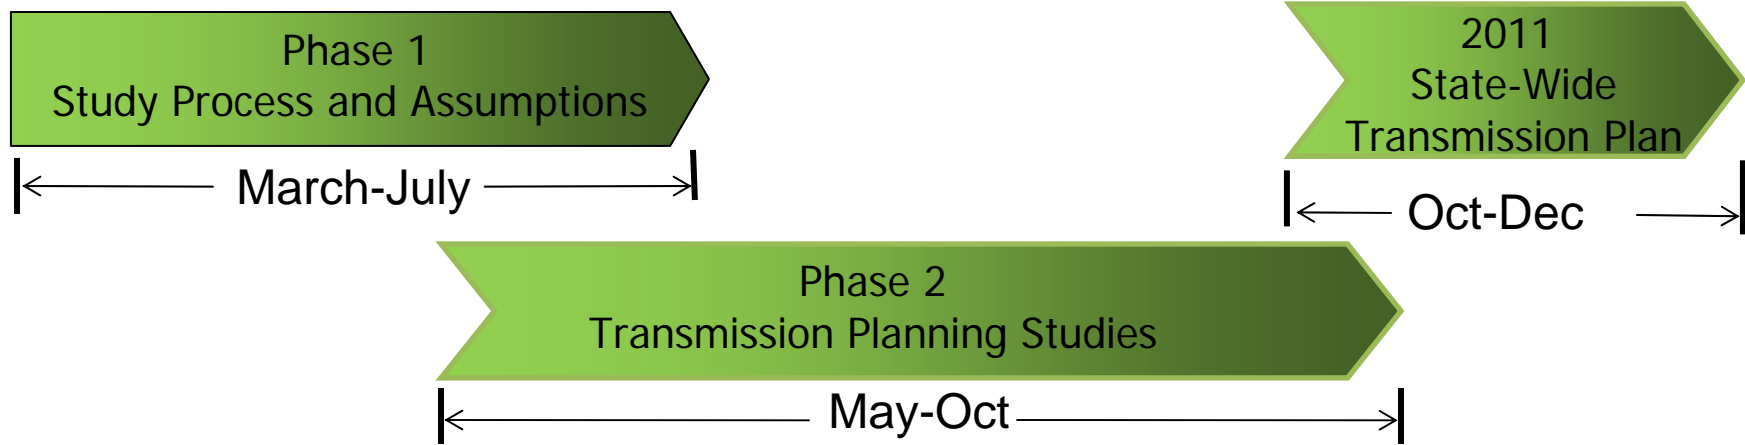 Phase 1
Study Process and Assumptions
March-July
2011
State-Wide
Transmission Plan
Oct-Dec
Phase 2
Transmission Planning Studies
May-Oct